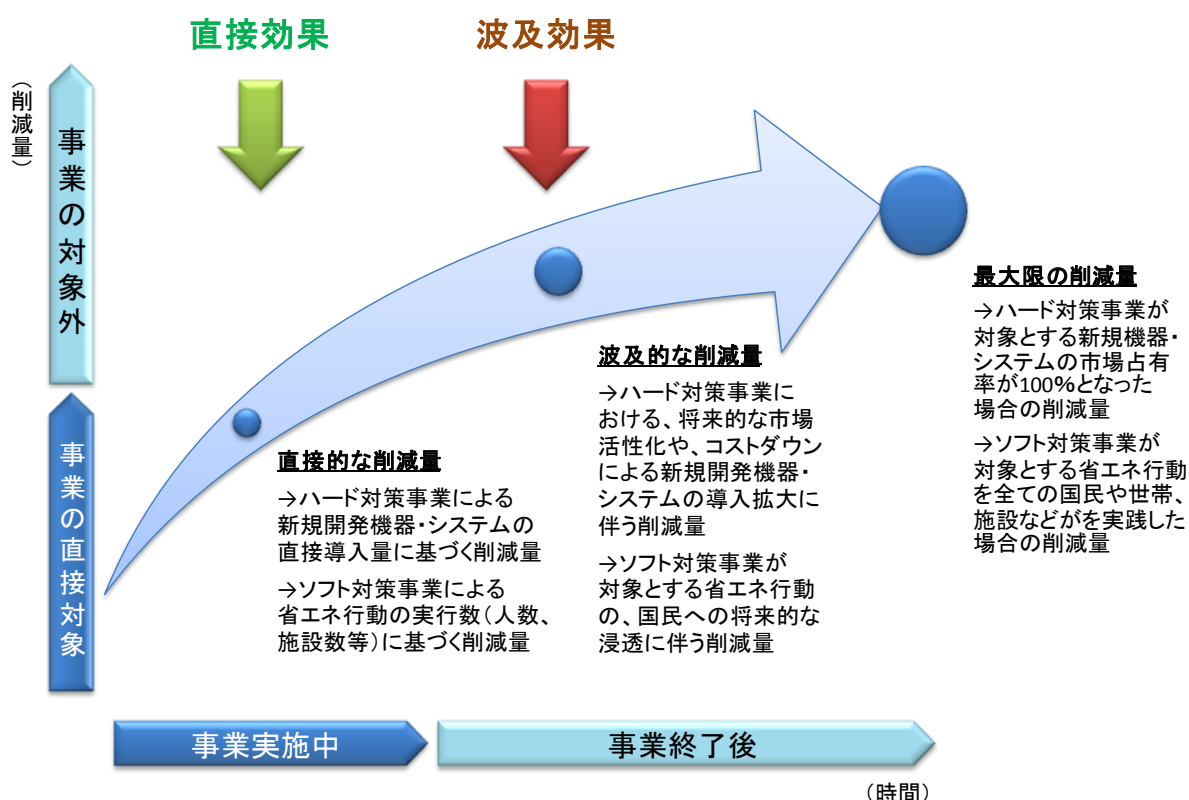 直接効果
波及効果
（削減量）
事業の対象外
事業の直接対象
直接的な削減量
→ハード対策事業による
新規開発機器・システムの
直接導入量に基づく削減量
→ソフト対策事業による
省エネ行動の実行数（人数、
施設数等）に基づく削減量
波及的な削減量
→ハード対策事業に
おける、将来的な市場
活性化や、コストダウン
による新規開発機器・
システムの導入拡大に
伴う削減量
→ソフト対策事業が
対象とする省エネ行動
の、国民への将来的な
浸透に伴う削減量
最大限の削減量
→ハード対策事業が
対象とする新規機器・
システムの市場占有
率が100％となった
場合の削減量
→ソフト対策事業が
対象とする省エネ行動
を全ての国民や世帯、
施設などがを実践した
場合の削減量
事業実施中
事業終了後
（時間）